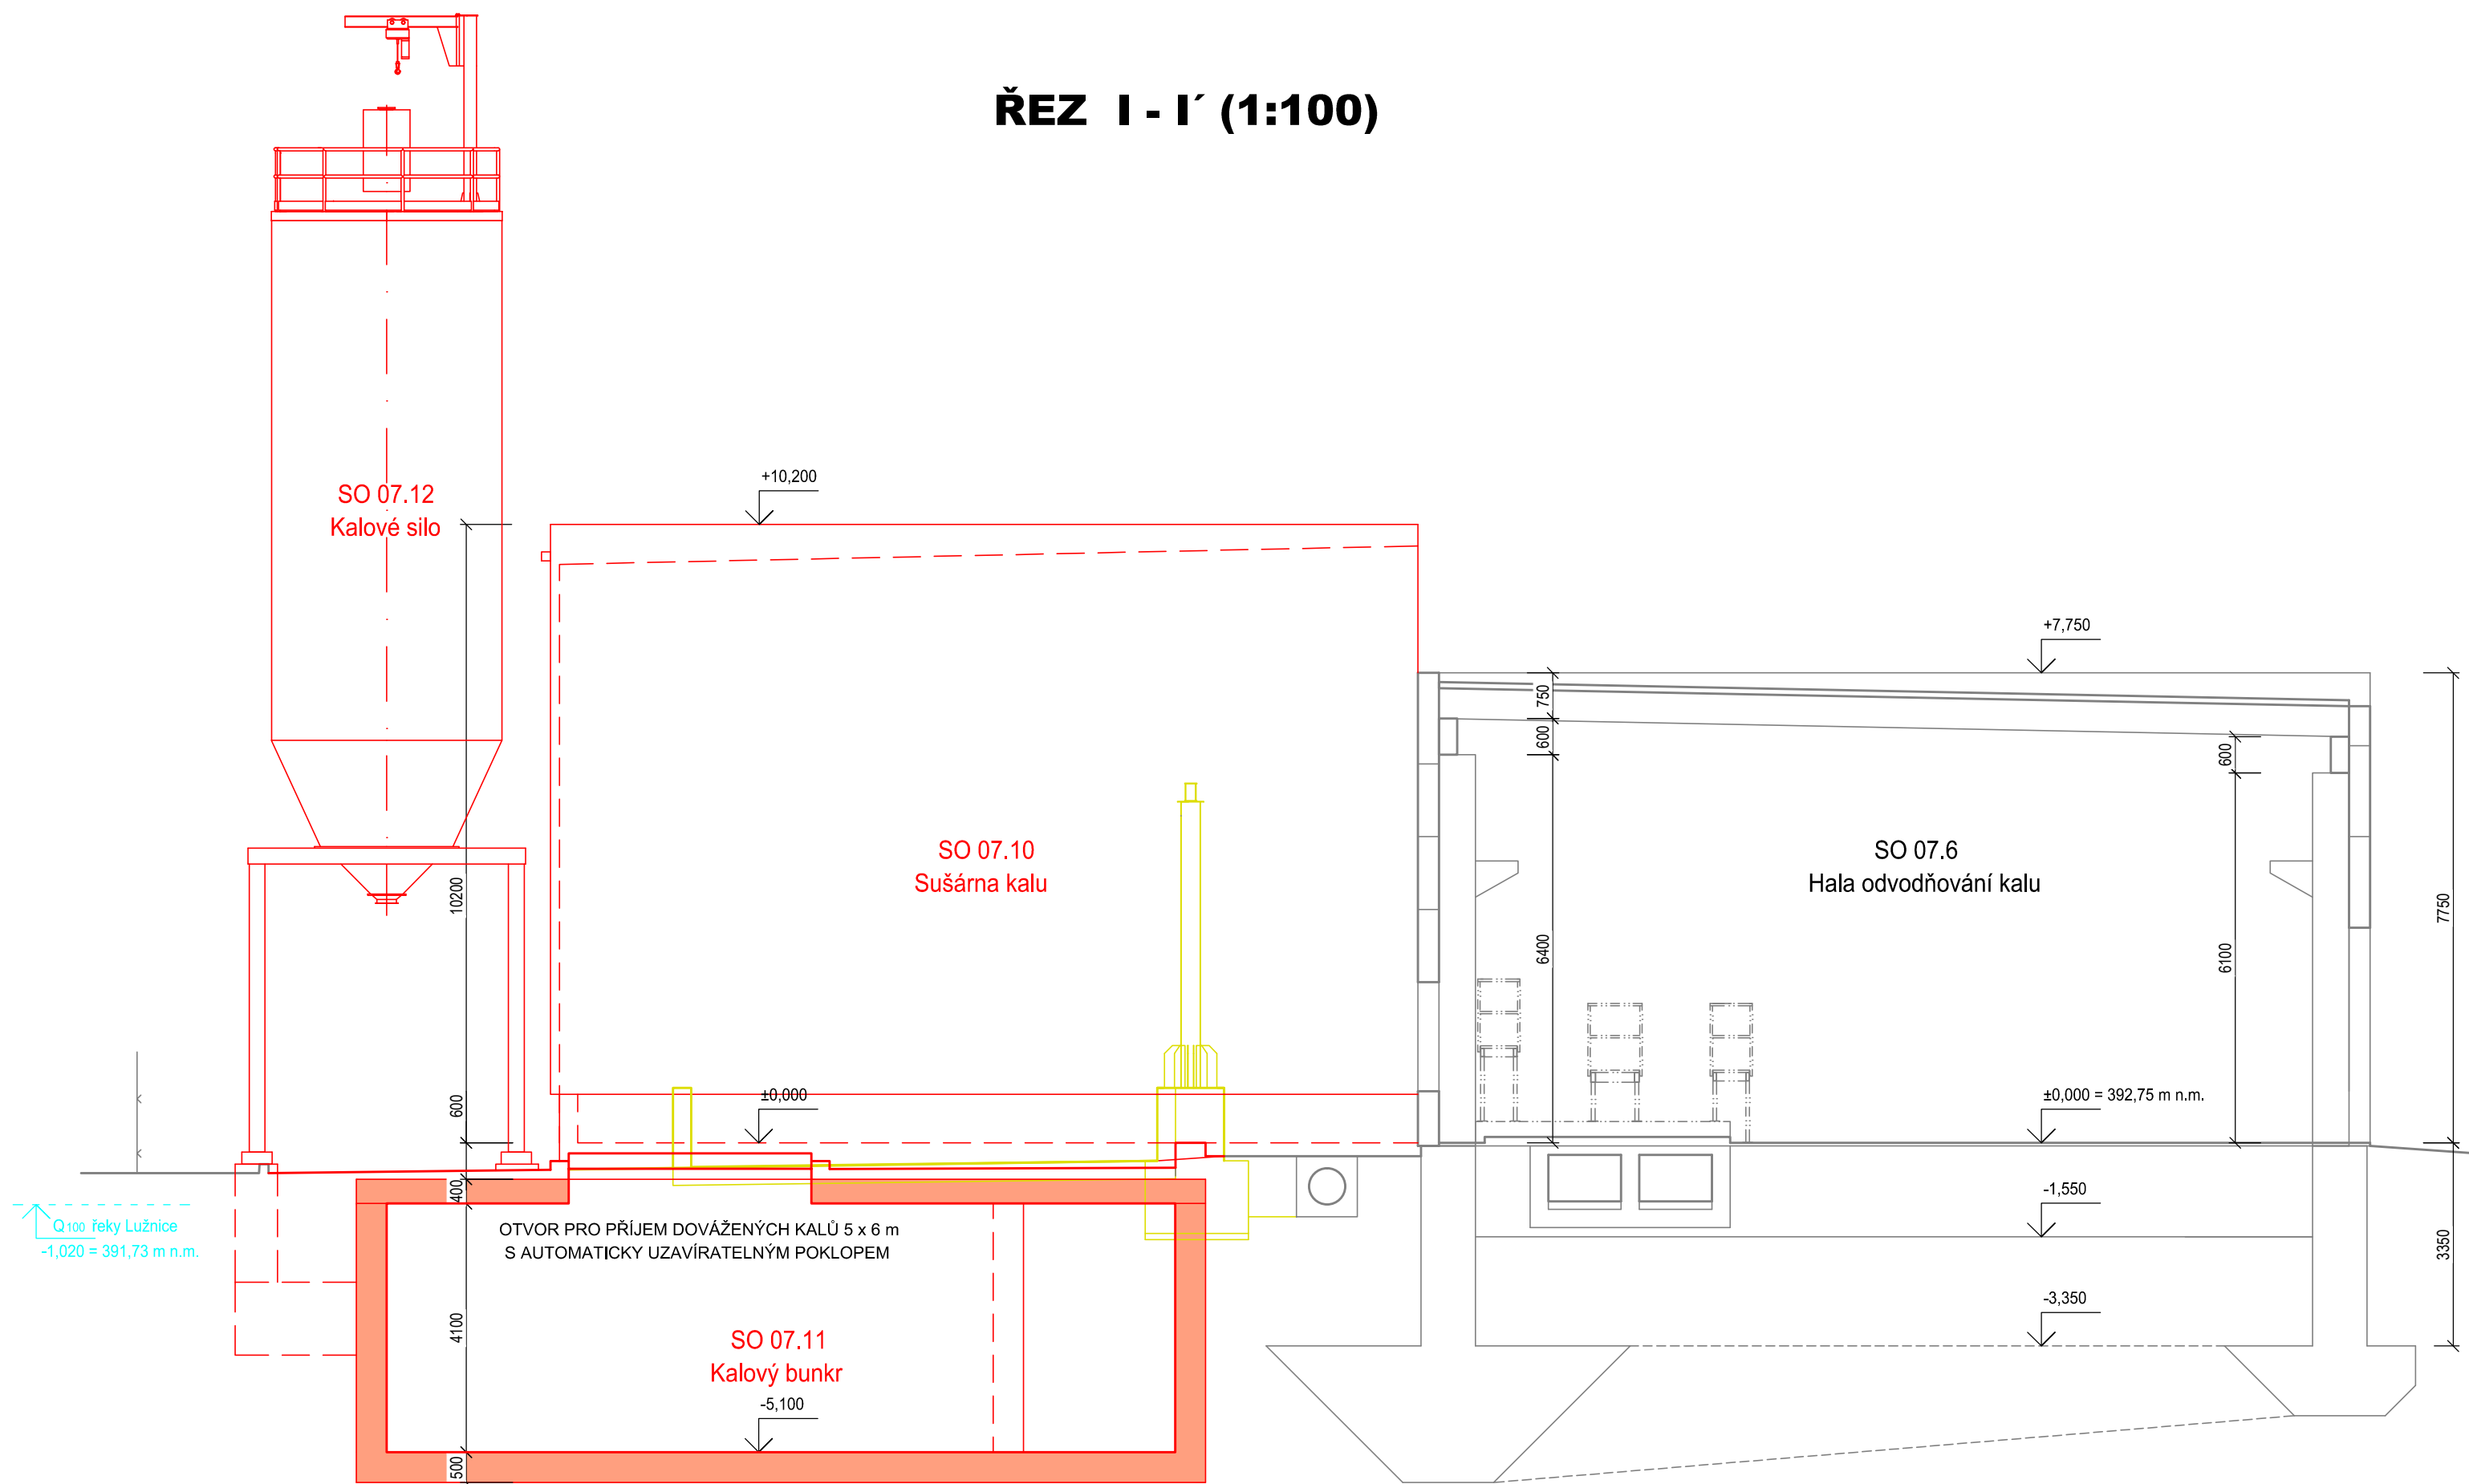 ŘEZ I - I´ (1:100)
+10,200
SO 07.12
Kalové silo
+7,750
750
600
600
SO 07.10
Sušárna kalu
SO 07.6
Hala odvodňování kalu
10200
6400
6100
7750
600
±0,000
±0,000 = 392,75 m n.m.
400
Q100 řeky Lužnice
-1,020 = 391,73 m n.m.
OTVOR PRO PŘÍJEM DOVÁŽENÝCH KALŮ 5 x 6 m
S AUTOMATICKY UZAVÍRATELNÝM POKLOPEM
-1,550
3350
-3,350
4100
SO 07.11
Kalový bunkr
-5,100
500